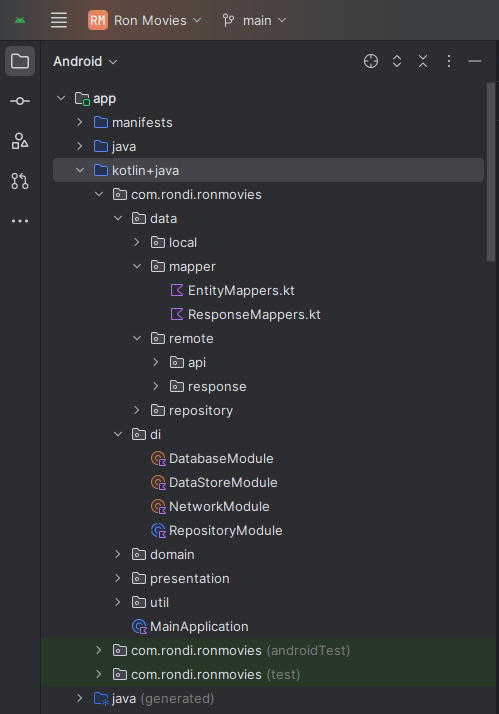 RM Ron Movies main
Android
app
manifests
java
kotlin+java
com.rondi.ronmovies
data
local
mapper
EntityMappers.kt
ResponseMappers.kt
remote
api
response
repository
di
DatabaseModule
DataStoreModule
NetworkModule
RepositoryModule
domain
presentation
util
MainApplication
com.rondi.ronmovies (androidTest)
com.rondi.ronmovies (test)
java (generated)